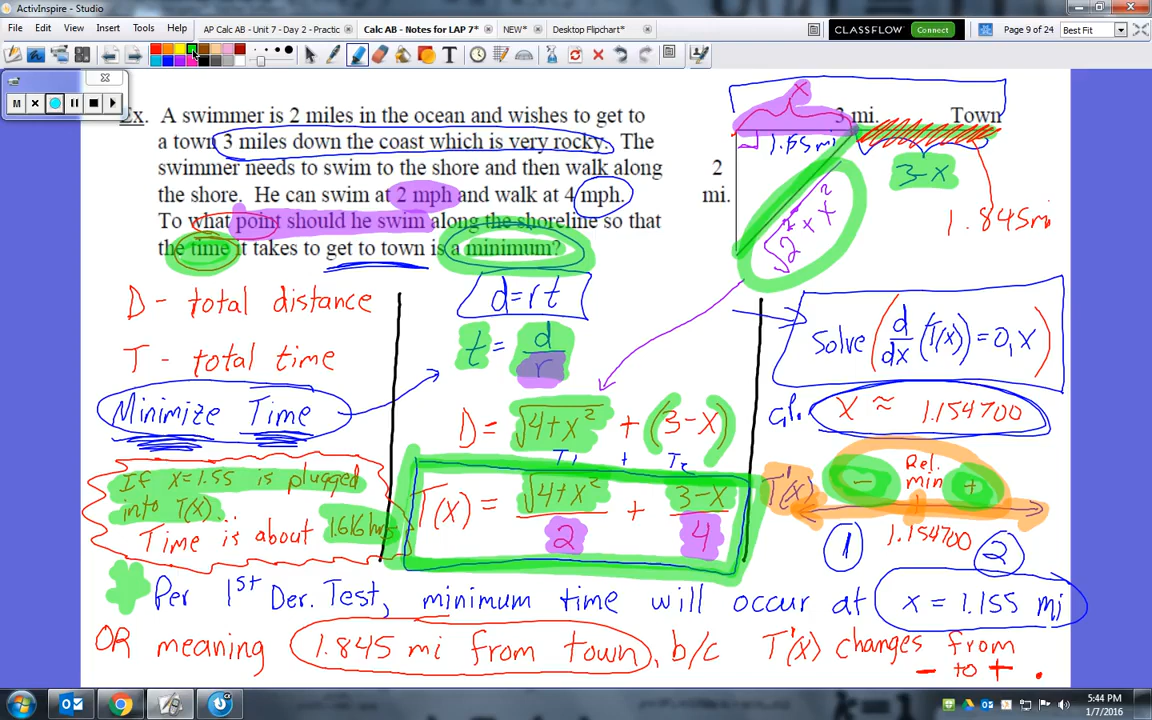 ActivInspire - Studio
File Edit View Insert Tools Help
AP Calc AB - Unit 7 - Day 2 - Practic
Calc AB - Notes for LAP 7*
NEW*
Desktop Flipchart*
CLASSFLOW Connect
Page 9 of 24
Best Fit
M
Ex. A swimmer is 2 miles in the ocean and wishes to get to
a town 3 miles down the coast which is very rocky. The
swimmer needs to swim to the shore and then walk along
the shore. He can swim at 2 mph and walk at 4 mph.
To what point should he swim along the shoreline so that
the time it takes to get to town is a minimum?
x
3 mi. Town
1.155mi
2
mi.
3-x
√2²+x²
1.845mi
D - total distance
T - total time
Minimize Time
If x=1.55 is plugged
into T(x).
Time is about 1.616 hrs
d=rt
t = d/r
D = √4+x² + (3-x)
T₁ + T₂
T(x) = √4+x²/2 + 3-x/4
Solve (d/dx (T(x))=0, x)
x ≈ 1.154700
T'(x) - Rel. min +
1.154700
1 2
Per 1st Der. Test, minimum time will occur at x = 1.155 mi
OR meaning 1.845 mi from town, b/c T'(x) changes from
- to + .
5:44 PM
1/7/2016